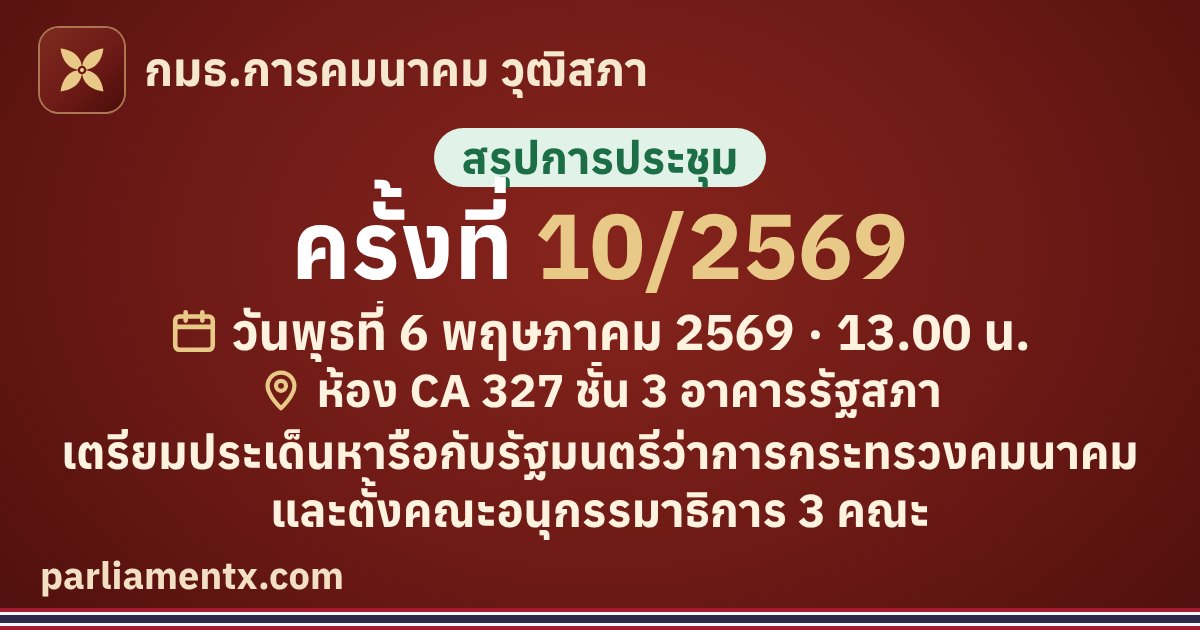 กมธ.การคมนาคม วุฒิสภา
สรุปการประชุม
ครั้งที่ 10/2569
วันพุธที่ 6 พฤษภาคม 2569 · 13.00 น.
ห้อง CA 327 ชั้น 3 อาคารรัฐสภา
เตรียมประเด็นหารือกับรัฐมนตรีว่าการกระทรวงคมนาคม
และตั้งคณะอนุกรรมาธิการ 3 คณะ
parliamentx.com